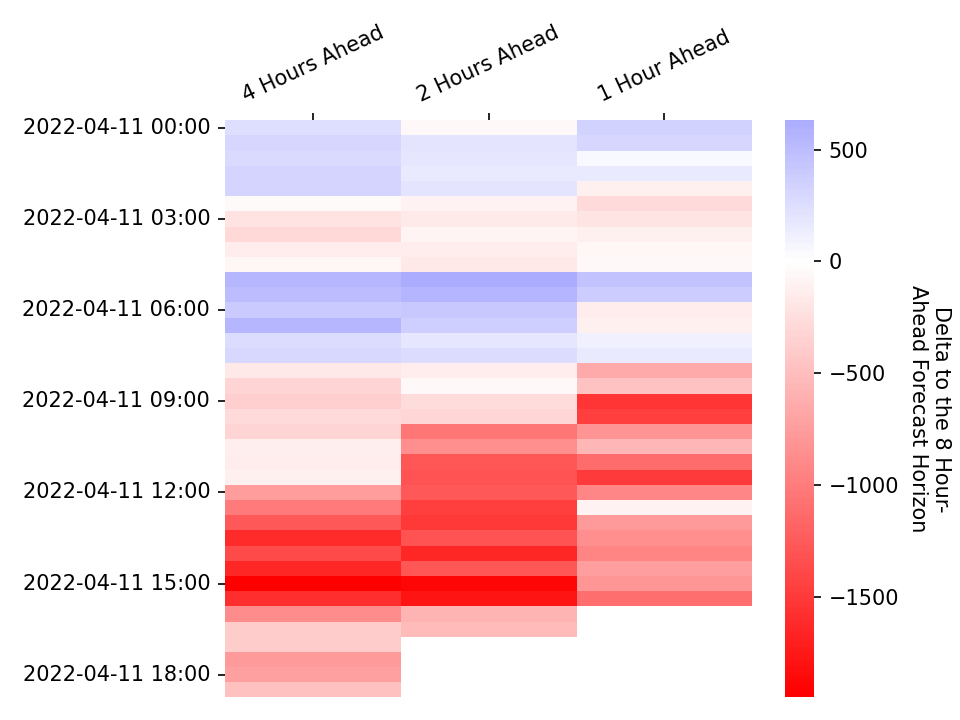 4 Hours Ahead
2 Hours Ahead
1 Hour Ahead
2022-04-11 00:00
2022-04-11 03:00
2022-04-11 06:00
2022-04-11 09:00
2022-04-11 12:00
2022-04-11 15:00
2022-04-11 18:00
500
0
−500
−1000
−1500
Delta to the 8 Hour-
Ahead Forecast Horizon